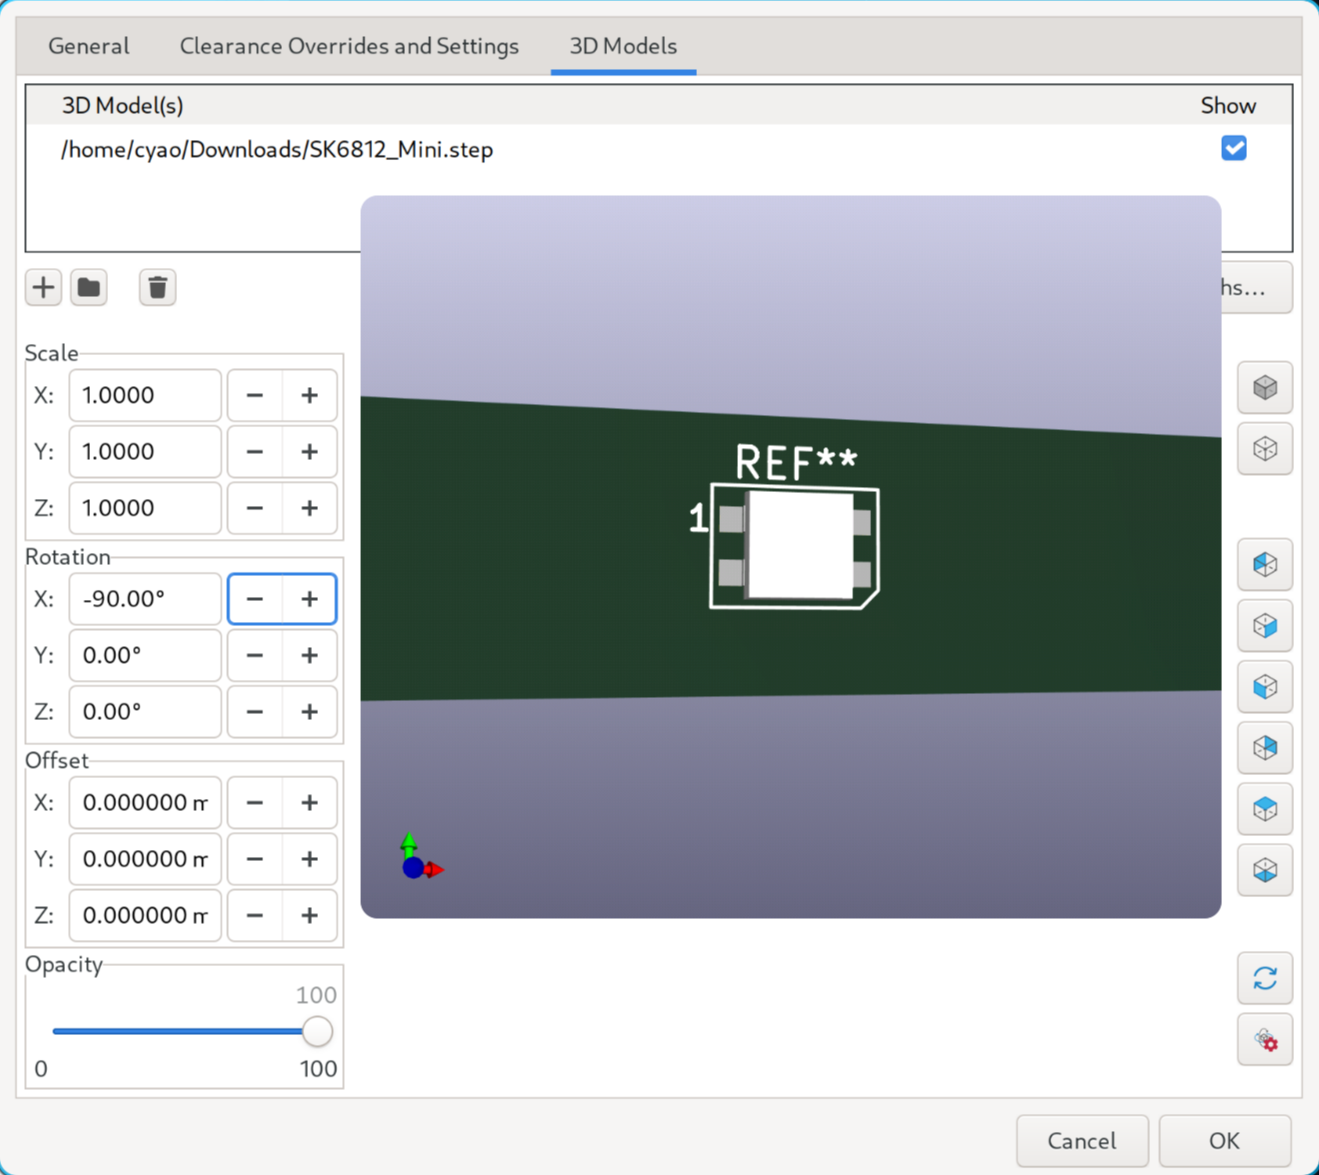 General Clearance Overrides and Settings 3D Models
3D Model(s) Show
/home/cyao/Downloads/SK6812_Mini.step
hs...
Scale
X: 1.0000 − +
Y: 1.0000 − +
Z: 1.0000 − +
Rotation
X: -90.00° − +
Y: 0.00° − +
Z: 0.00° − +
Offset
X: 0.000000 − +
Y: 0.000000 − +
Z: 0.000000 − +
Opacity
100
0 100
REF**
1
Cancel OK